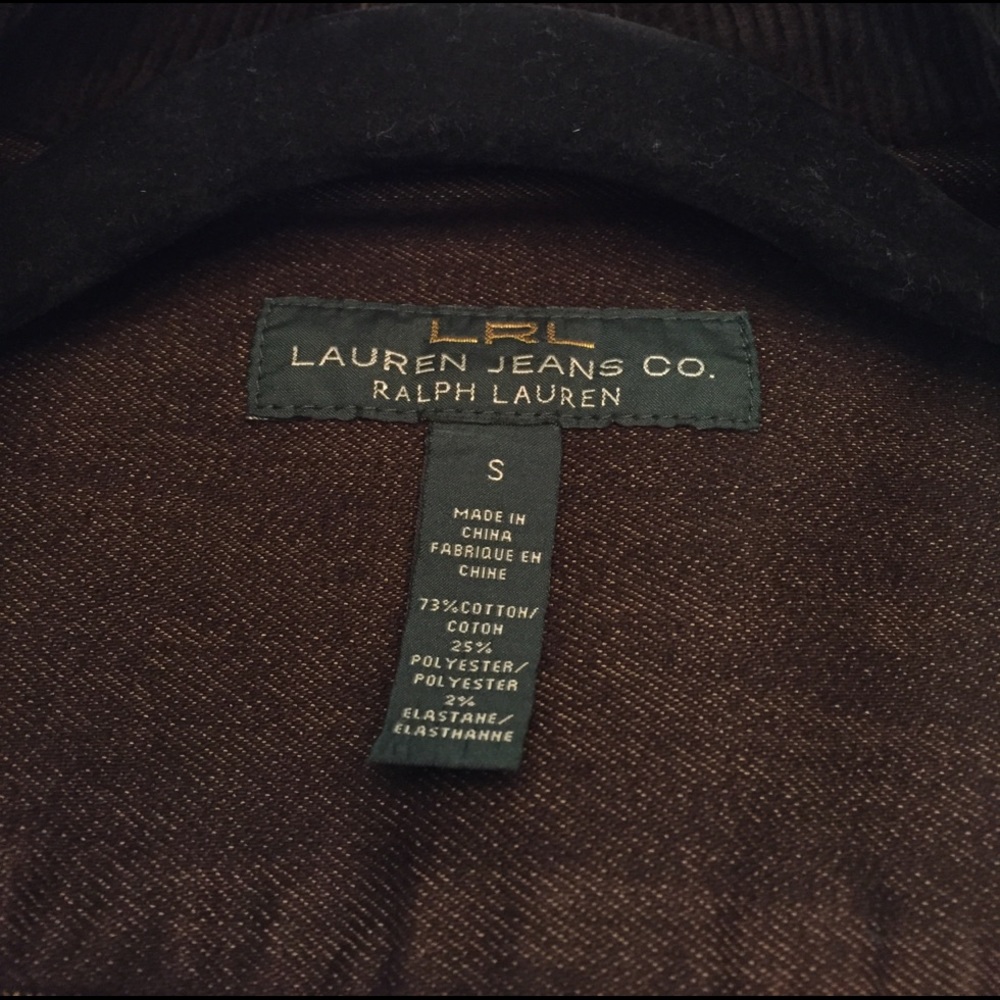 LRL
LAUREN JEANS CO.
RALPH LAUREN
S
MADE IN
CHINA
FABRIQUE EN
CHINE
73%COTTON/
COTON
25%
POLYESTER/
POLYESTER
2%
ELASTANE/
ELASTHANNE